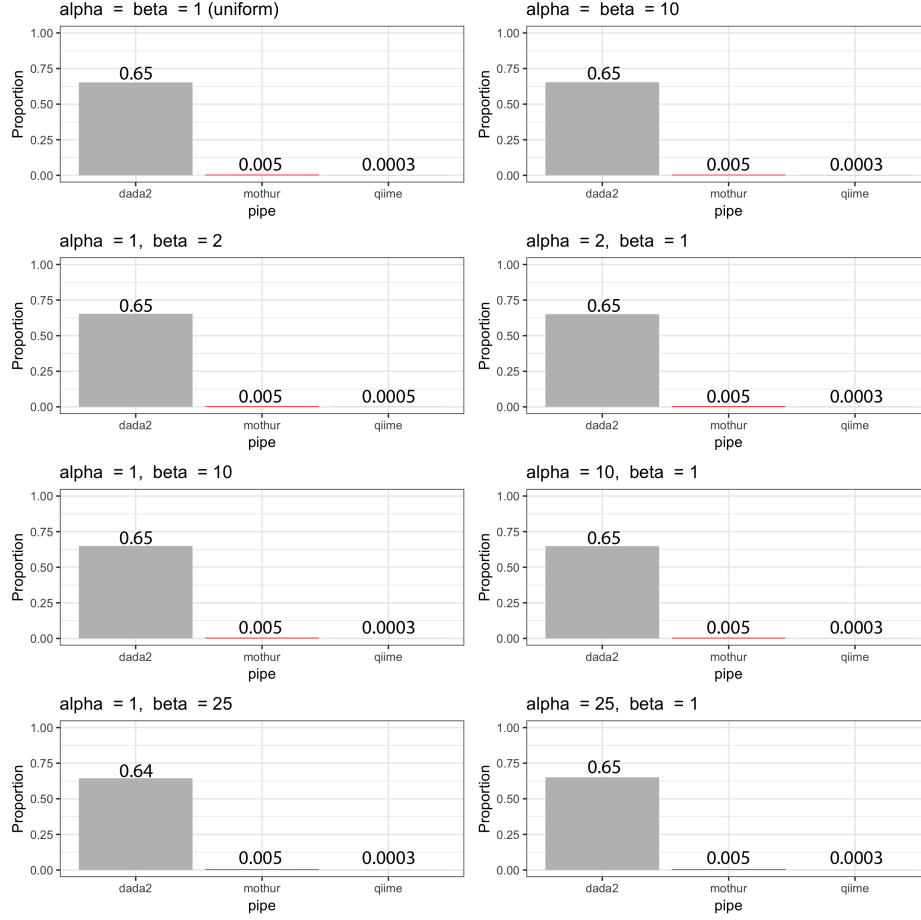 alpha = beta = 1 (uniform)
1.00
0.75
0.50
0.25
0.00
Proportion
0.65
0.005
0.0003
dada2
mothur
qiime
pipe
alpha = beta = 10
1.00
0.75
0.50
0.25
0.00
Proportion
0.65
0.005
0.0003
dada2
mothur
qiime
pipe
alpha = 1, beta = 2
1.00
0.75
0.50
0.25
0.00
Proportion
0.65
0.005
0.0005
dada2
mothur
qiime
pipe
alpha = 2, beta = 1
1.00
0.75
0.50
0.25
0.00
Proportion
0.65
0.005
0.0003
dada2
mothur
qiime
pipe
alpha = 1, beta = 10
1.00
0.75
0.50
0.25
0.00
Proportion
0.65
0.005
0.0003
dada2
mothur
qiime
pipe
alpha = 10, beta = 1
1.00
0.75
0.50
0.25
0.00
Proportion
0.65
0.005
0.0003
dada2
mothur
qiime
pipe
alpha = 1, beta = 25
1.00
0.75
0.50
0.25
0.00
Proportion
0.64
0.005
0.0003
dada2
mothur
qiime
pipe
alpha = 25, beta = 1
1.00
0.75
0.50
0.25
0.00
Proportion
0.65
0.005
0.0003
dada2
mothur
qiime
pipe